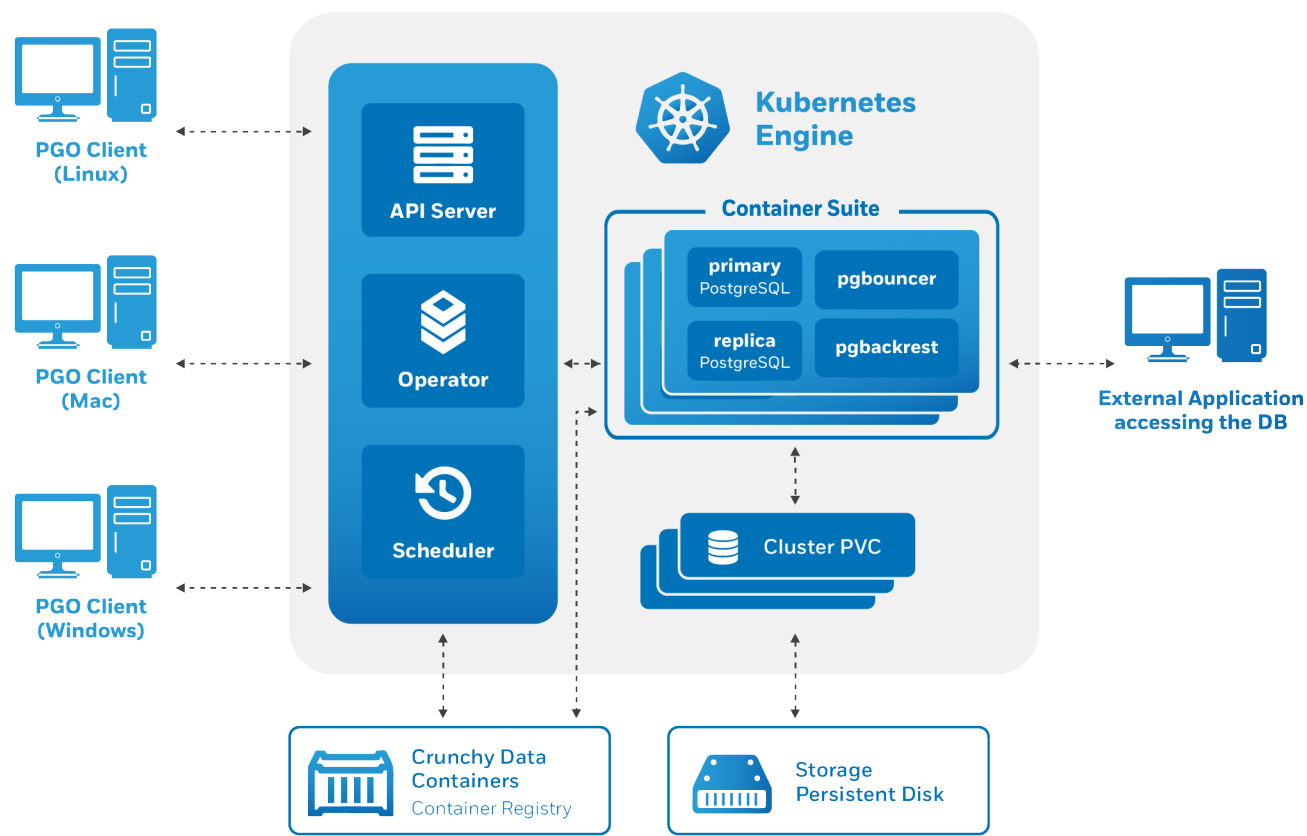 PGO Client
(Linux)
PGO Client
(Mac)
PGO Client
(Windows)
API Server
Operator
Scheduler
Kubernetes
Engine
Container Suite
primary
PostgreSQL
pgbouncer
replica
PostgreSQL
pgbackrest
Cluster PVC
External Application
accessing the DB
Crunchy Data
Containers
Container Registry
Storage
Persistent Disk